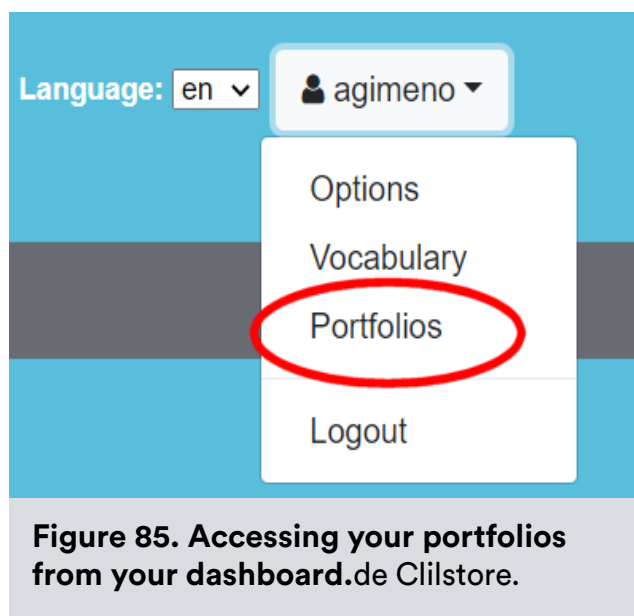 Language: en agimeno
Options
Vocabulary
Portfolios
Logout
Figure 85. Accessing your portfolios
from your dashboard.de Clilstore.